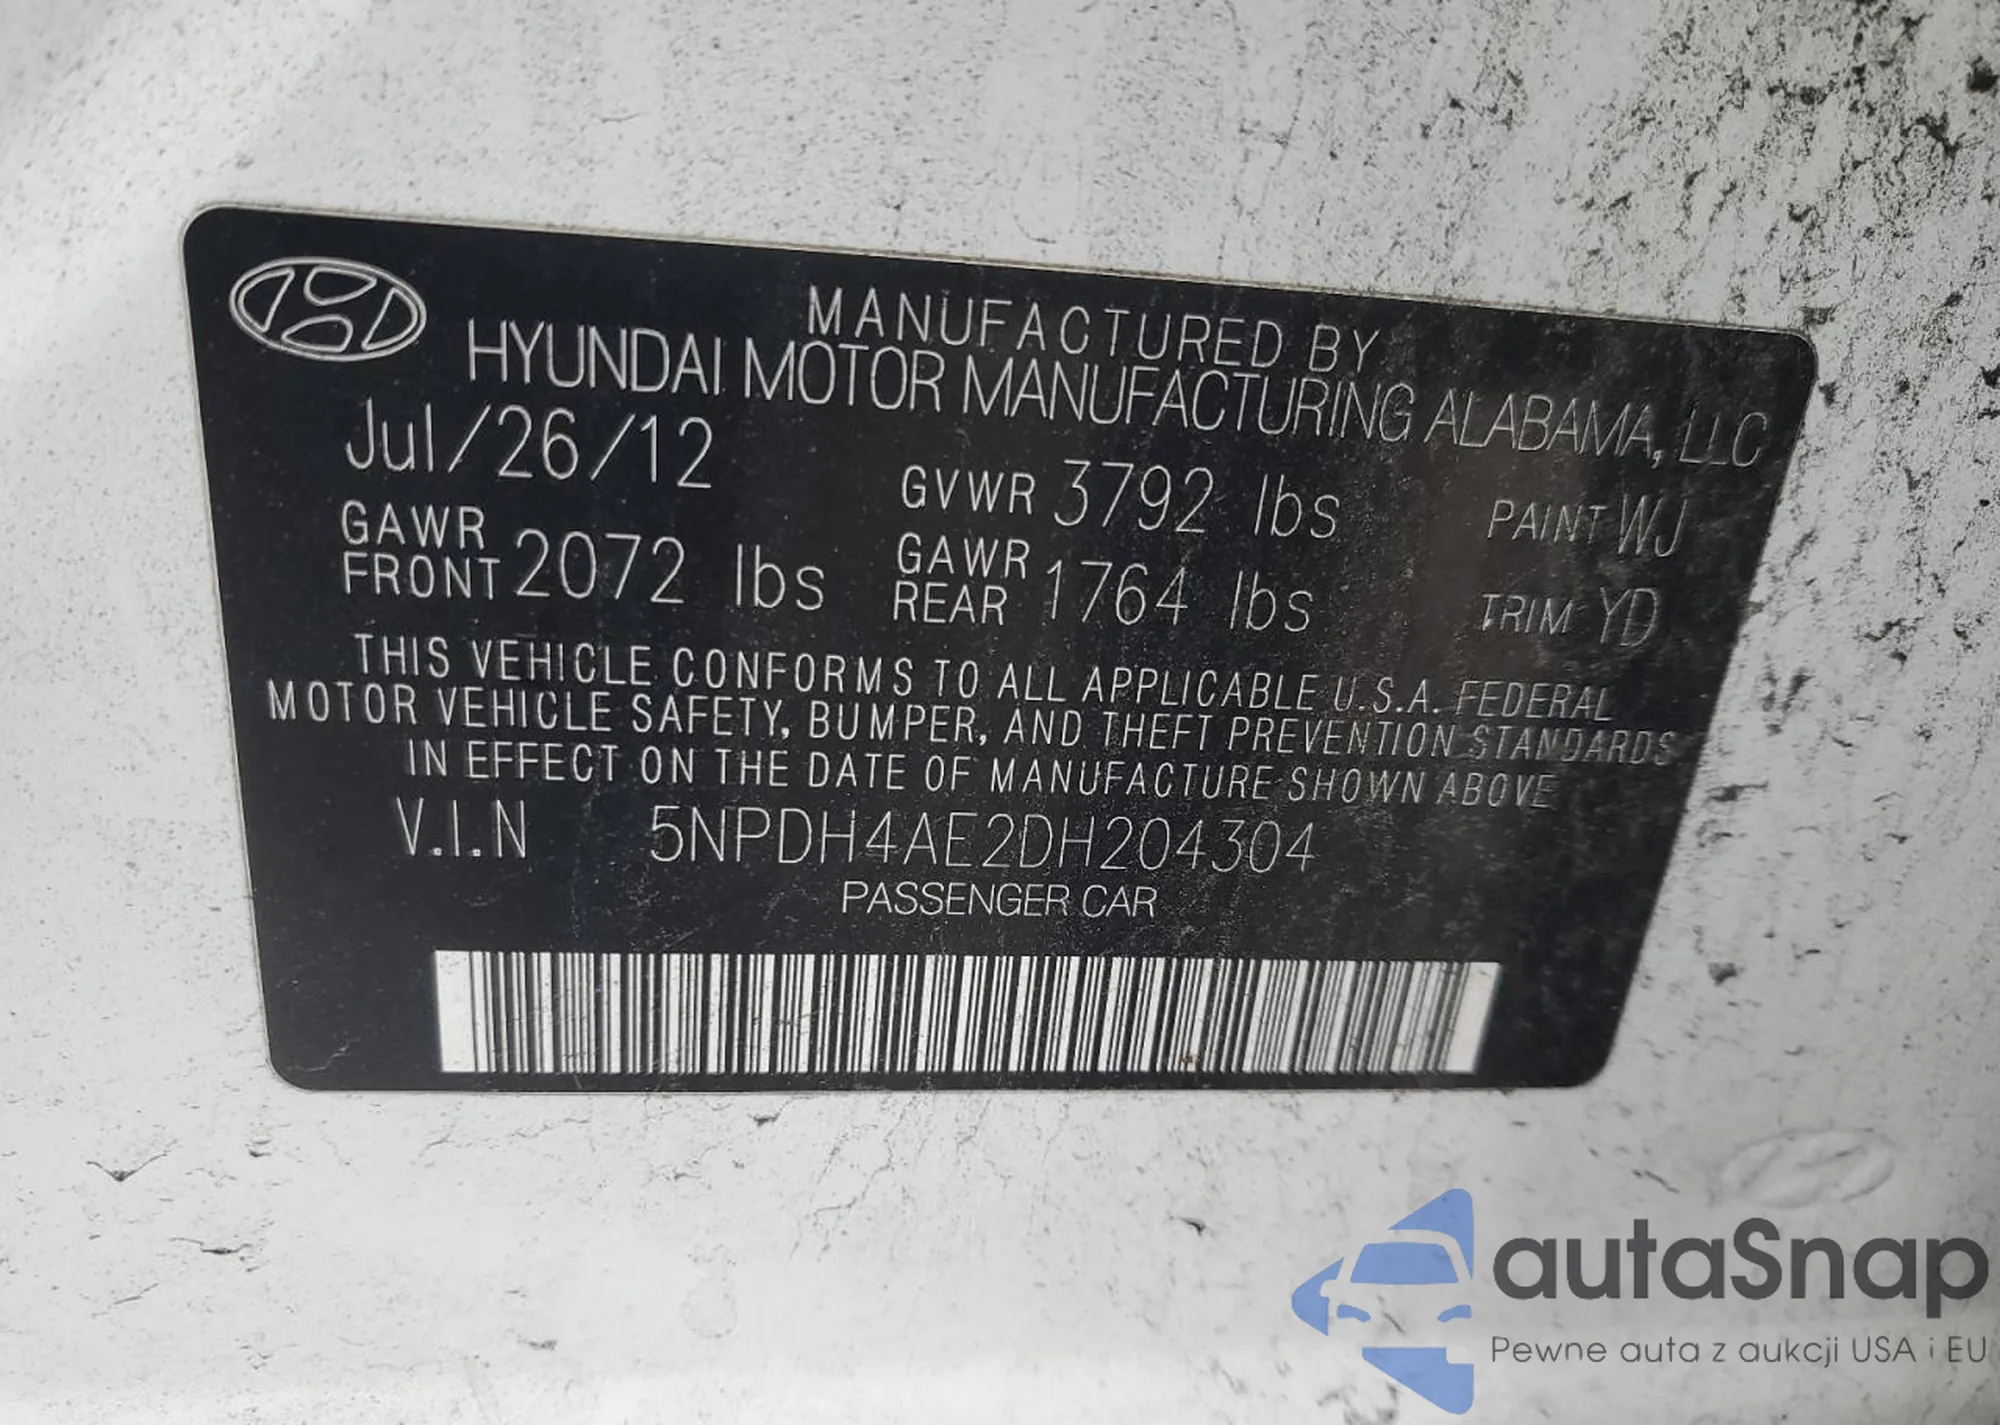 MANUFACTURED BY
HYUNDAI MOTOR MANUFACTURING ALABAMA, LLC
Jul/26/12 GVWR 3792 lbs PAINT WJ
GAWR FRONT 2072 lbs GAWR REAR 1764 lbs TRIM YD
THIS VEHICLE CONFORMS TO ALL APPLICABLE U.S.A. FEDERAL
MOTOR VEHICLE SAFETY, BUMPER, AND THEFT PREVENTION STANDARDS
IN EFFECT ON THE DATE OF MANUFACTURE SHOWN ABOVE
V.I.N 5NPDH4AE2DH204304
PASSENGER CAR
autaSnap
Pewne auta z aukcji USA i EU